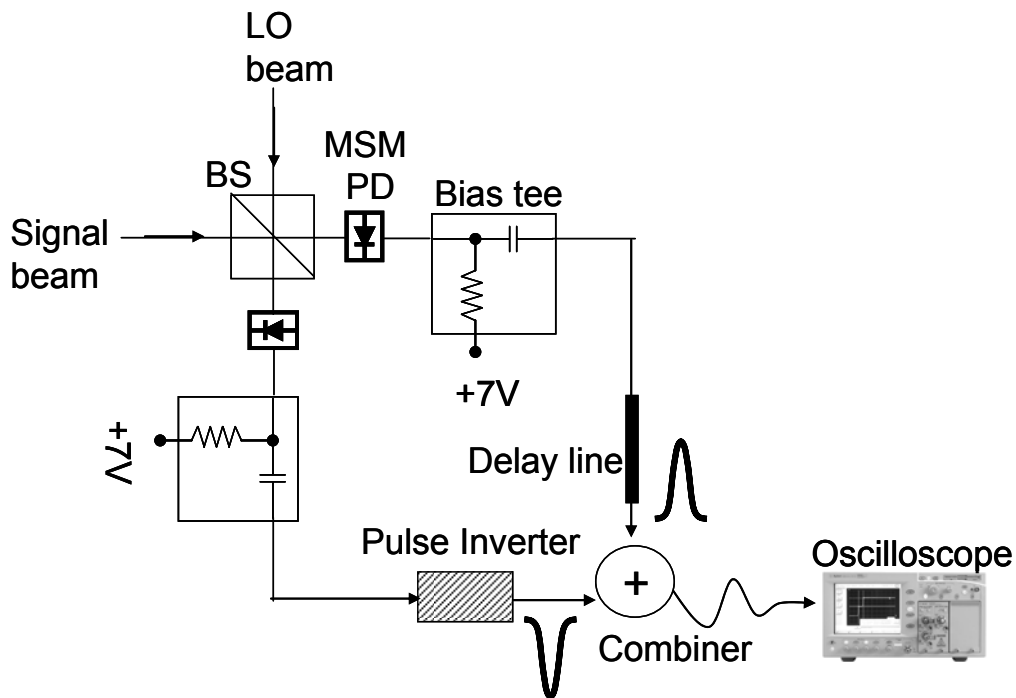 LO
beam
MSM
PD
BS
Bias tee
Signal
beam
+7V
+7V
Delay line
Pulse Inverter
Oscilloscope
+
Combiner